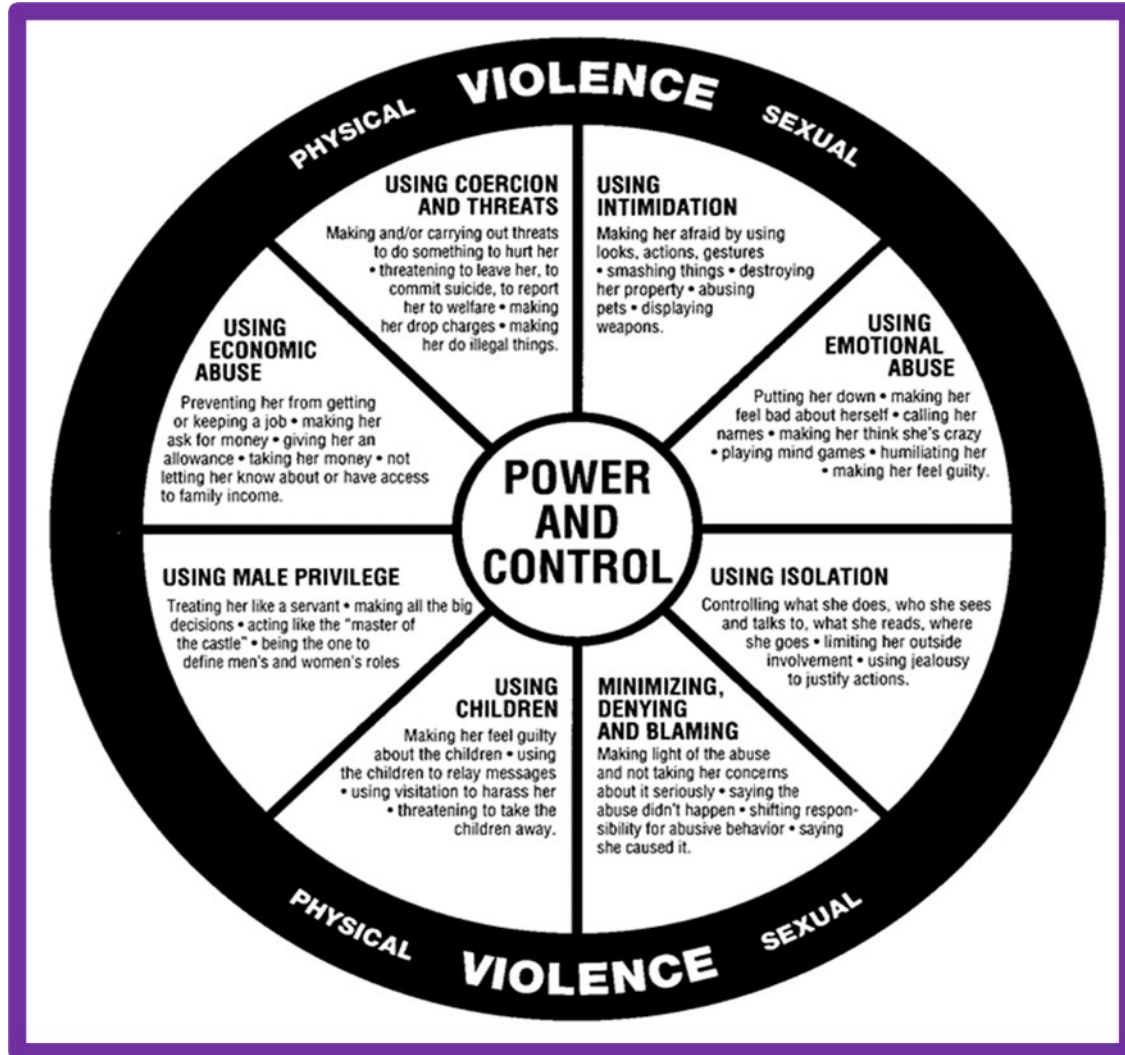 PHYSICAL VIOLENCE SEXUAL
USING COERCION
AND THREATS
Making and/or carrying out threats
to do something to hurt her
• threatening to leave her, to
commit suicide, to report
her to welfare • making
her drop charges • making
her do illegal things.
USING
INTIMIDATION
Making her afraid by using
looks, actions, gestures
• smashing things • destroying
her property • abusing
pets • displaying
weapons.
USING
EMOTIONAL
ABUSE
Putting her down • making her
feel bad about herself • calling her
names • making her think she's crazy
• playing mind games • humiliating her
• making her feel guilty.
USING ISOLATION
Controlling what she does, who she sees
and talks to, what she reads, where
she goes • limiting her outside
involvement • using jealousy
to justify actions.
MINIMIZING,
DENYING
AND BLAMING
Making light of the abuse
and not taking her concerns
about it seriously • saying the
abuse didn't happen • shifting respon-
sibility for abusive behavior • saying
she caused it.
USING
CHILDREN
Making her feel guilty
about the children • using
the children to relay messages
• using visitation to harass her
• threatening to take the
children away.
USING MALE PRIVILEGE
Treating her like a servant • making all the big
decisions • acting like the "master of
the castle" • being the one to
define men's and women's roles
USING
ECONOMIC
ABUSE
Preventing her from getting
or keeping a job • making her
ask for money • giving her an
allowance • taking her money • not
letting her know about or have access
to family income.
POWER
AND
CONTROL
PHYSICAL VIOLENCE SEXUAL